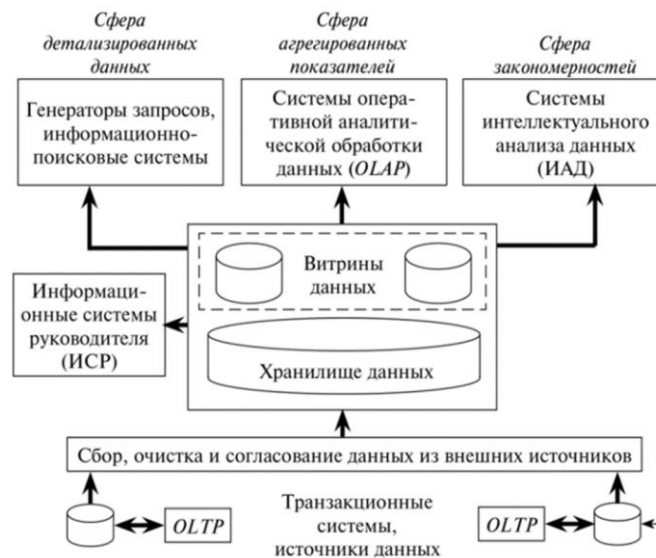 Сфера
детализированных
данных
Сфера
агрегированных
показателей
Сфера
закономерностей
Генераторы запросов,
информационно-
поисковые системы
Системы опера-
тивной аналити-
ческой обработки
данных (OLAP)
Системы
интеллектуального
анализа данных
(ИАД)
Витрины
данных
Информаци-
онные системы
руководителя
(ИСР)
Хранилище данных
Сбор, очистка и согласование данных из внешних источников
OLTP
Транзакционные
системы,
источники данных
OLTP